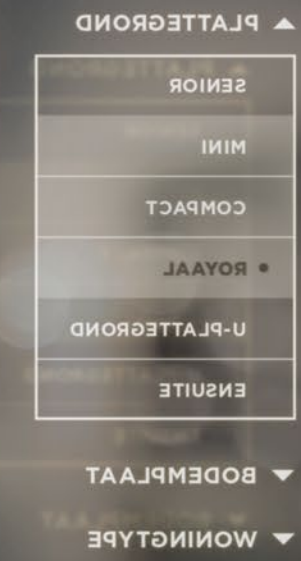 PLATTEGROND
SENIOR
MINI
COMPACT
ROYAAL
U-PLATTEGROND
ENSUITE
BODEMPLAAT
WONINGTYPE